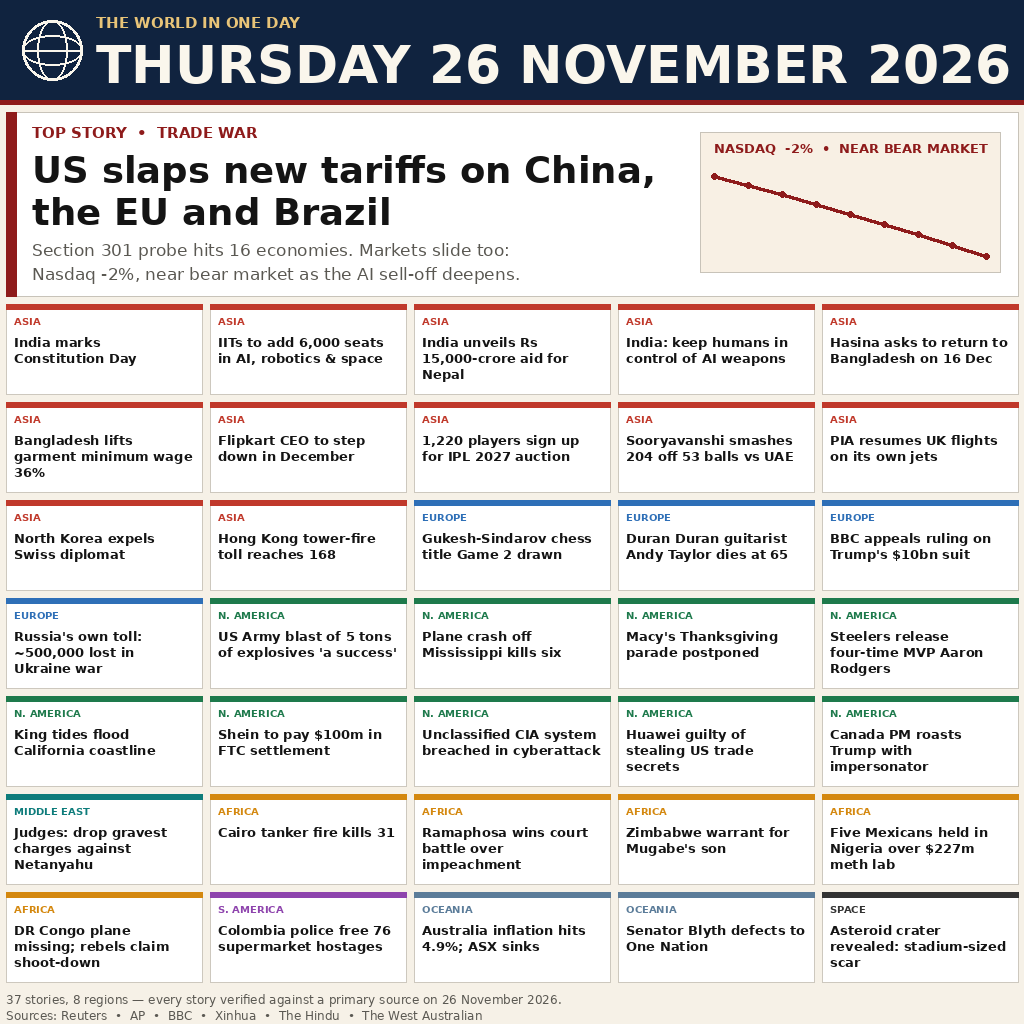 THE WORLD IN ONE DAY
THURSDAY 26 NOVEMBER 2026
TOP STORY • TRADE WAR
US slaps new tariffs on China,
the EU and Brazil
Section 301 probe hits 16 economies. Markets slide too:
Nasdaq -2%, near bear market as the AI sell-off deepens.
NASDAQ -2% • NEAR BEAR MARKET
ASIA
India marks
Constitution Day
ASIA
IITs to add 6,000 seats
in AI, robotics & space
ASIA
India unveils Rs
15,000-crore aid for
Nepal
ASIA
India: keep humans in
control of AI weapons
ASIA
Hasina asks to return to
Bangladesh on 16 Dec
ASIA
Bangladesh lifts
garment minimum wage
36%
ASIA
Flipkart CEO to step
down in December
ASIA
1,220 players sign up
for IPL 2027 auction
ASIA
Sooryavanshi smashes
204 off 53 balls vs UAE
ASIA
PIA resumes UK flights
on its own jets
ASIA
North Korea expels
Swiss diplomat
ASIA
Hong Kong tower-fire
toll reaches 168
EUROPE
Gukesh-Sindarov chess
title Game 2 drawn
EUROPE
Duran Duran guitarist
Andy Taylor dies at 65
EUROPE
BBC appeals ruling on
Trump's $10bn suit
EUROPE
Russia's own toll:
~500,000 lost in
Ukraine war
N. AMERICA
US Army blast of 5 tons
of explosives 'a success'
N. AMERICA
Plane crash off
Mississippi kills six
N. AMERICA
Macy's Thanksgiving
parade postponed
N. AMERICA
Steelers release
four-time MVP Aaron
Rodgers
N. AMERICA
King tides flood
California coastline
N. AMERICA
Shein to pay $100m in
FTC settlement
N. AMERICA
Unclassified CIA system
breached in cyberattack
N. AMERICA
Huawei guilty of
stealing US trade
secrets
N. AMERICA
Canada PM roasts
Trump with
impersonator
MIDDLE EAST
Judges: drop gravest
charges against
Netanyahu
AFRICA
Cairo tanker fire kills 31
AFRICA
Ramaphosa wins court
battle over
impeachment
AFRICA
Zimbabwe warrant for
Mugabe's son
AFRICA
Five Mexicans held in
Nigeria over $227m
meth lab
AFRICA
DR Congo plane
missing; rebels claim
shoot-down
S. AMERICA
Colombia police free 76
supermarket hostages
OCEANIA
Australia inflation hits
4.9%; ASX sinks
OCEANIA
Senator Blyth defects to
One Nation
SPACE
Asteroid crater
revealed: stadium-sized
scar
37 stories, 8 regions — every story verified against a primary source on 26 November 2026.
Sources: Reuters • AP • BBC • Xinhua • The Hindu • The West Australian